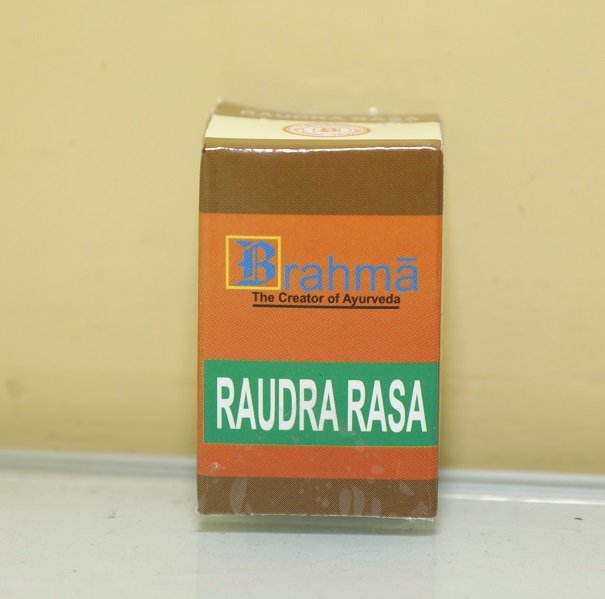 RAUDRA RASA
Brahmā
The Creator of Ayurveda
RAUDRA RASA